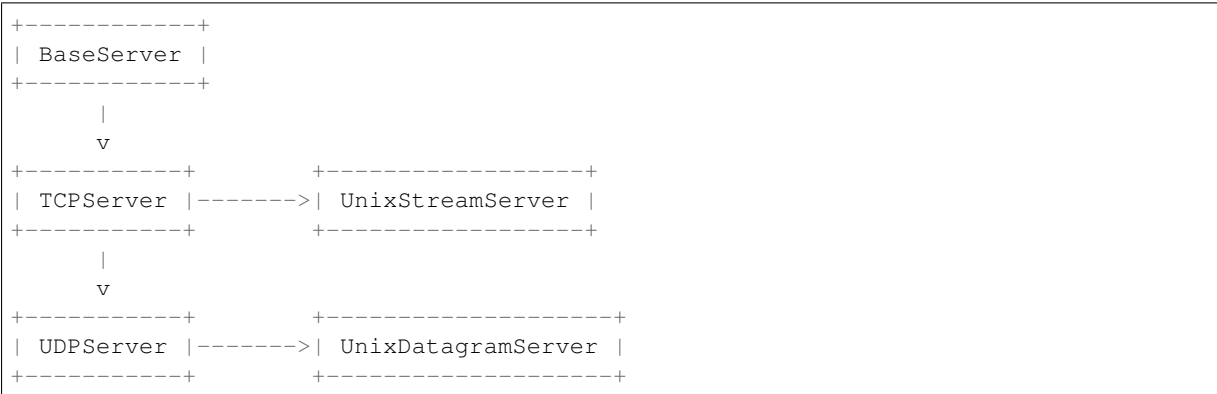 +------------+
| BaseServer |
+------------+
      |
      v
+-----------+        +------------------+
| TCPServer |------->| UnixStreamServer |
+-----------+        +------------------+
      |
      v
+-----------+        +--------------------+
| UDPServer |------->| UnixDatagramServer |
+-----------+        +--------------------+